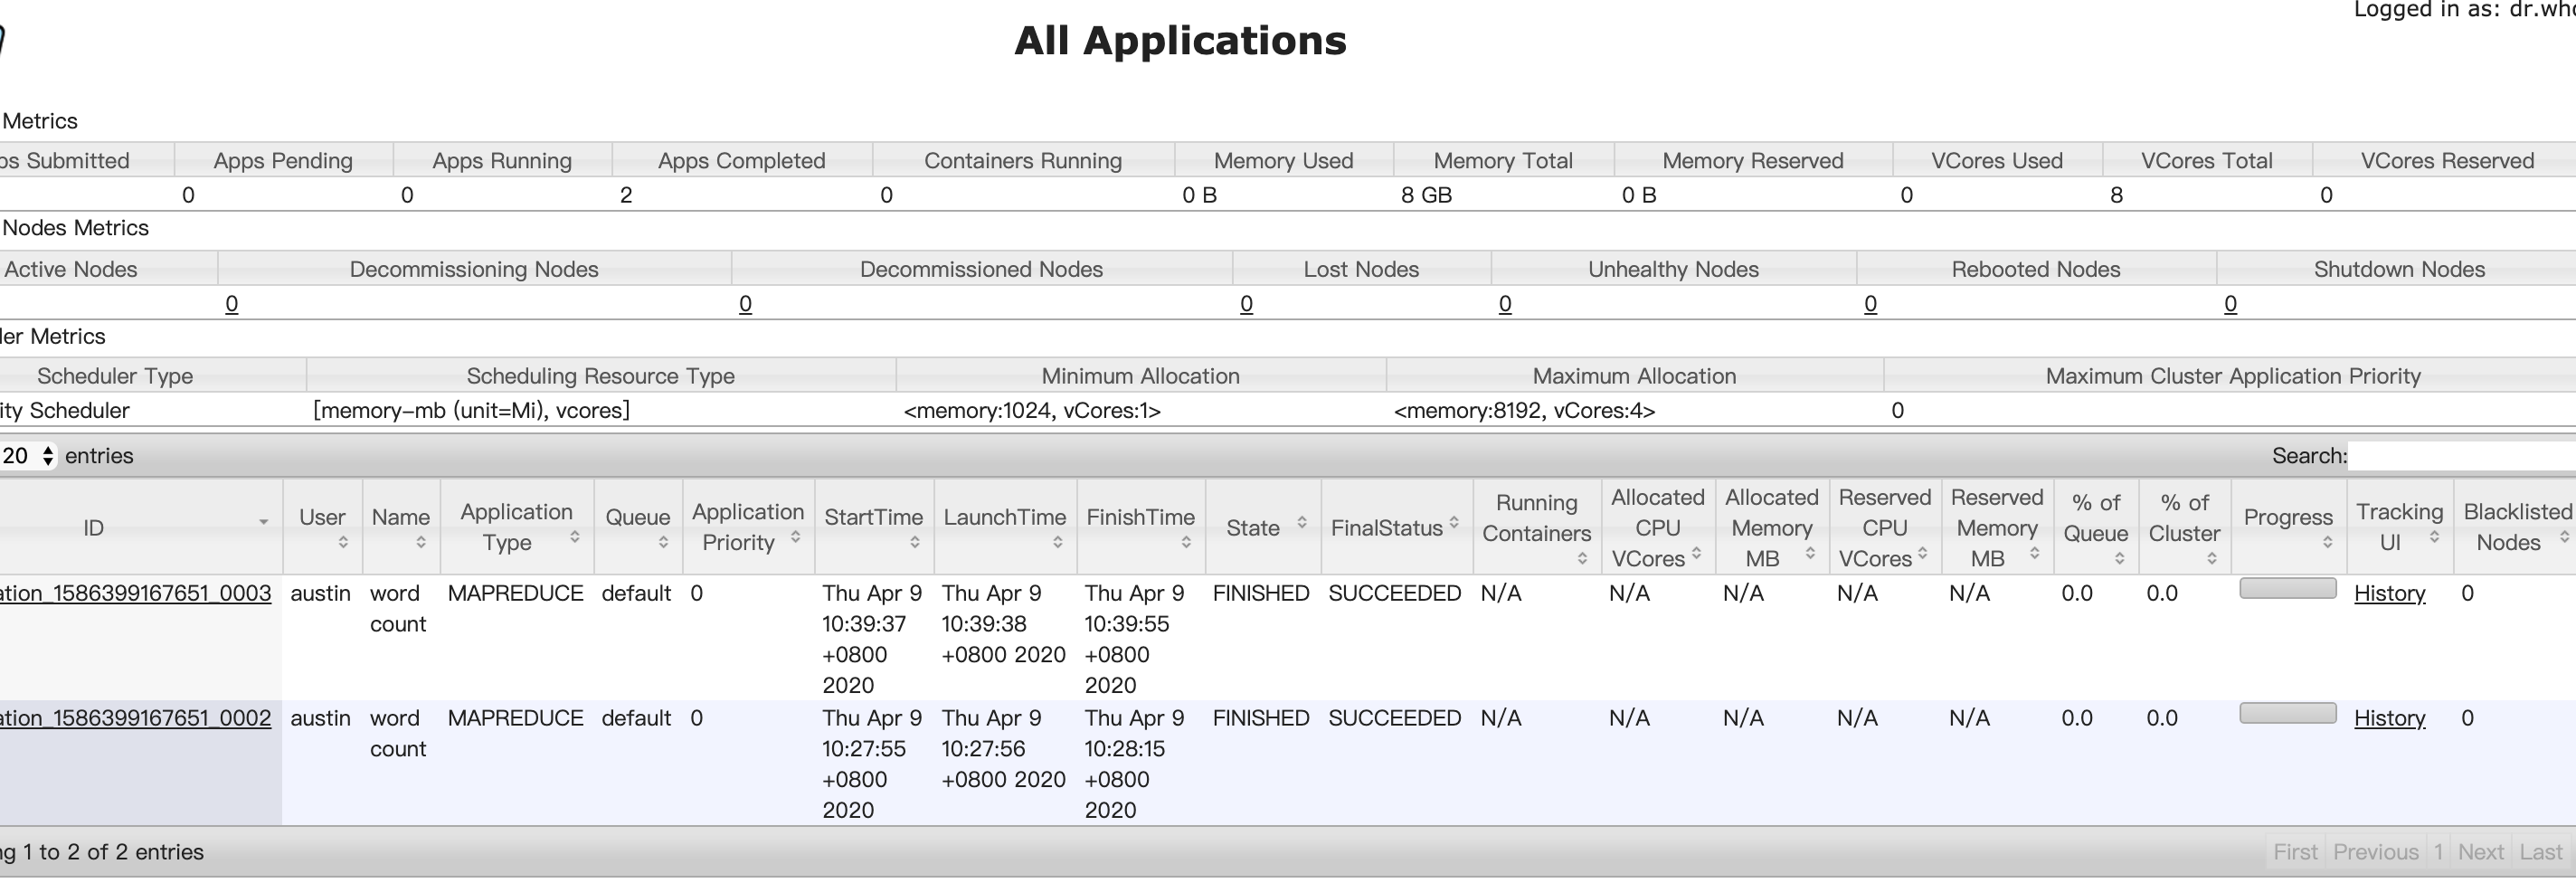 Logged in as: dr.who
All Applications
Metrics
ps Submitted Apps Pending Apps Running Apps Completed Containers Running Memory Used Memory Total Memory Reserved VCores Used VCores Total VCores Reserved
0 0 2 0 0 B 8 GB 0 B 0 8 0
Nodes Metrics
Active Nodes Decommissioning Nodes Decommissioned Nodes Lost Nodes Unhealthy Nodes Rebooted Nodes Shutdown Nodes
0 0 0 0 0 0
ler Metrics
Scheduler Type Scheduling Resource Type Minimum Allocation Maximum Allocation Maximum Cluster Application Priority
ity Scheduler [memory-mb (unit=Mi), vcores] <memory:1024, vCores:1> <memory:8192, vCores:4> 0
20 entries Search:
ID User Name Application Type Queue Application Priority StartTime LaunchTime FinishTime State FinalStatus Running Containers Allocated CPU VCores Allocated Memory MB Reserved CPU VCores Reserved Memory MB % of Queue % of Cluster Progress Tracking UI Blacklisted Nodes
ation_1586399167651_0003 austin word count MAPREDUCE default 0 Thu Apr 9 10:39:37 +0800 2020 Thu Apr 9 10:39:38 +0800 2020 Thu Apr 9 10:39:55 +0800 2020 FINISHED SUCCEEDED N/A N/A N/A N/A N/A 0.0 0.0 History 0
ation_1586399167651_0002 austin word count MAPREDUCE default 0 Thu Apr 9 10:27:55 +0800 2020 Thu Apr 9 10:27:56 +0800 2020 Thu Apr 9 10:28:15 +0800 2020 FINISHED SUCCEEDED N/A N/A N/A N/A N/A 0.0 0.0 History 0
ng 1 to 2 of 2 entries First Previous 1 Next Last